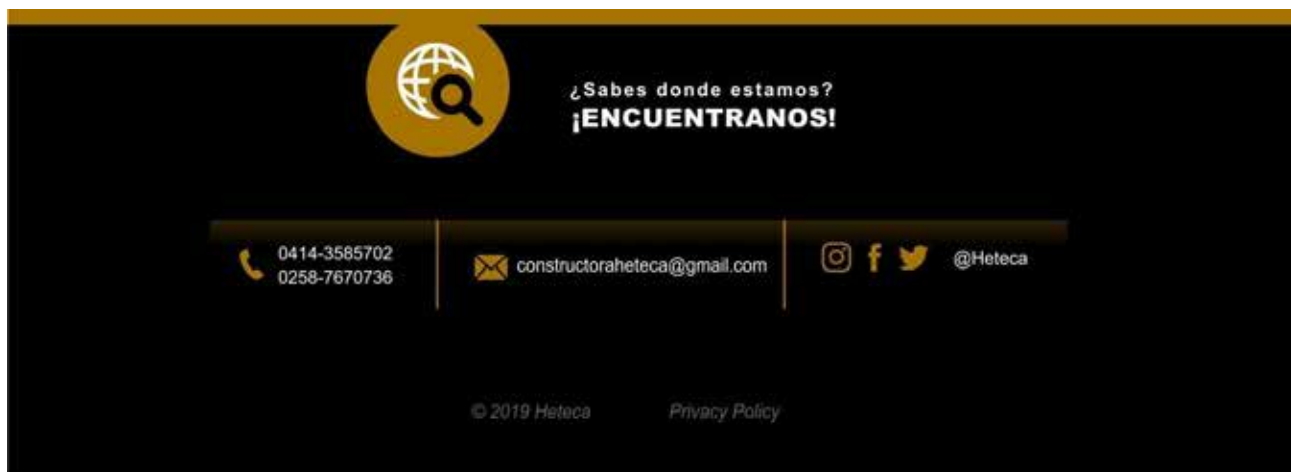 ¿Sabes donde estamos?
¡ENCUENTRANOS!
0414-3585702
0258-7670736
constructoraheteca@gmail.com
@Heteca
© 2019 Heteca
Privacy Policy